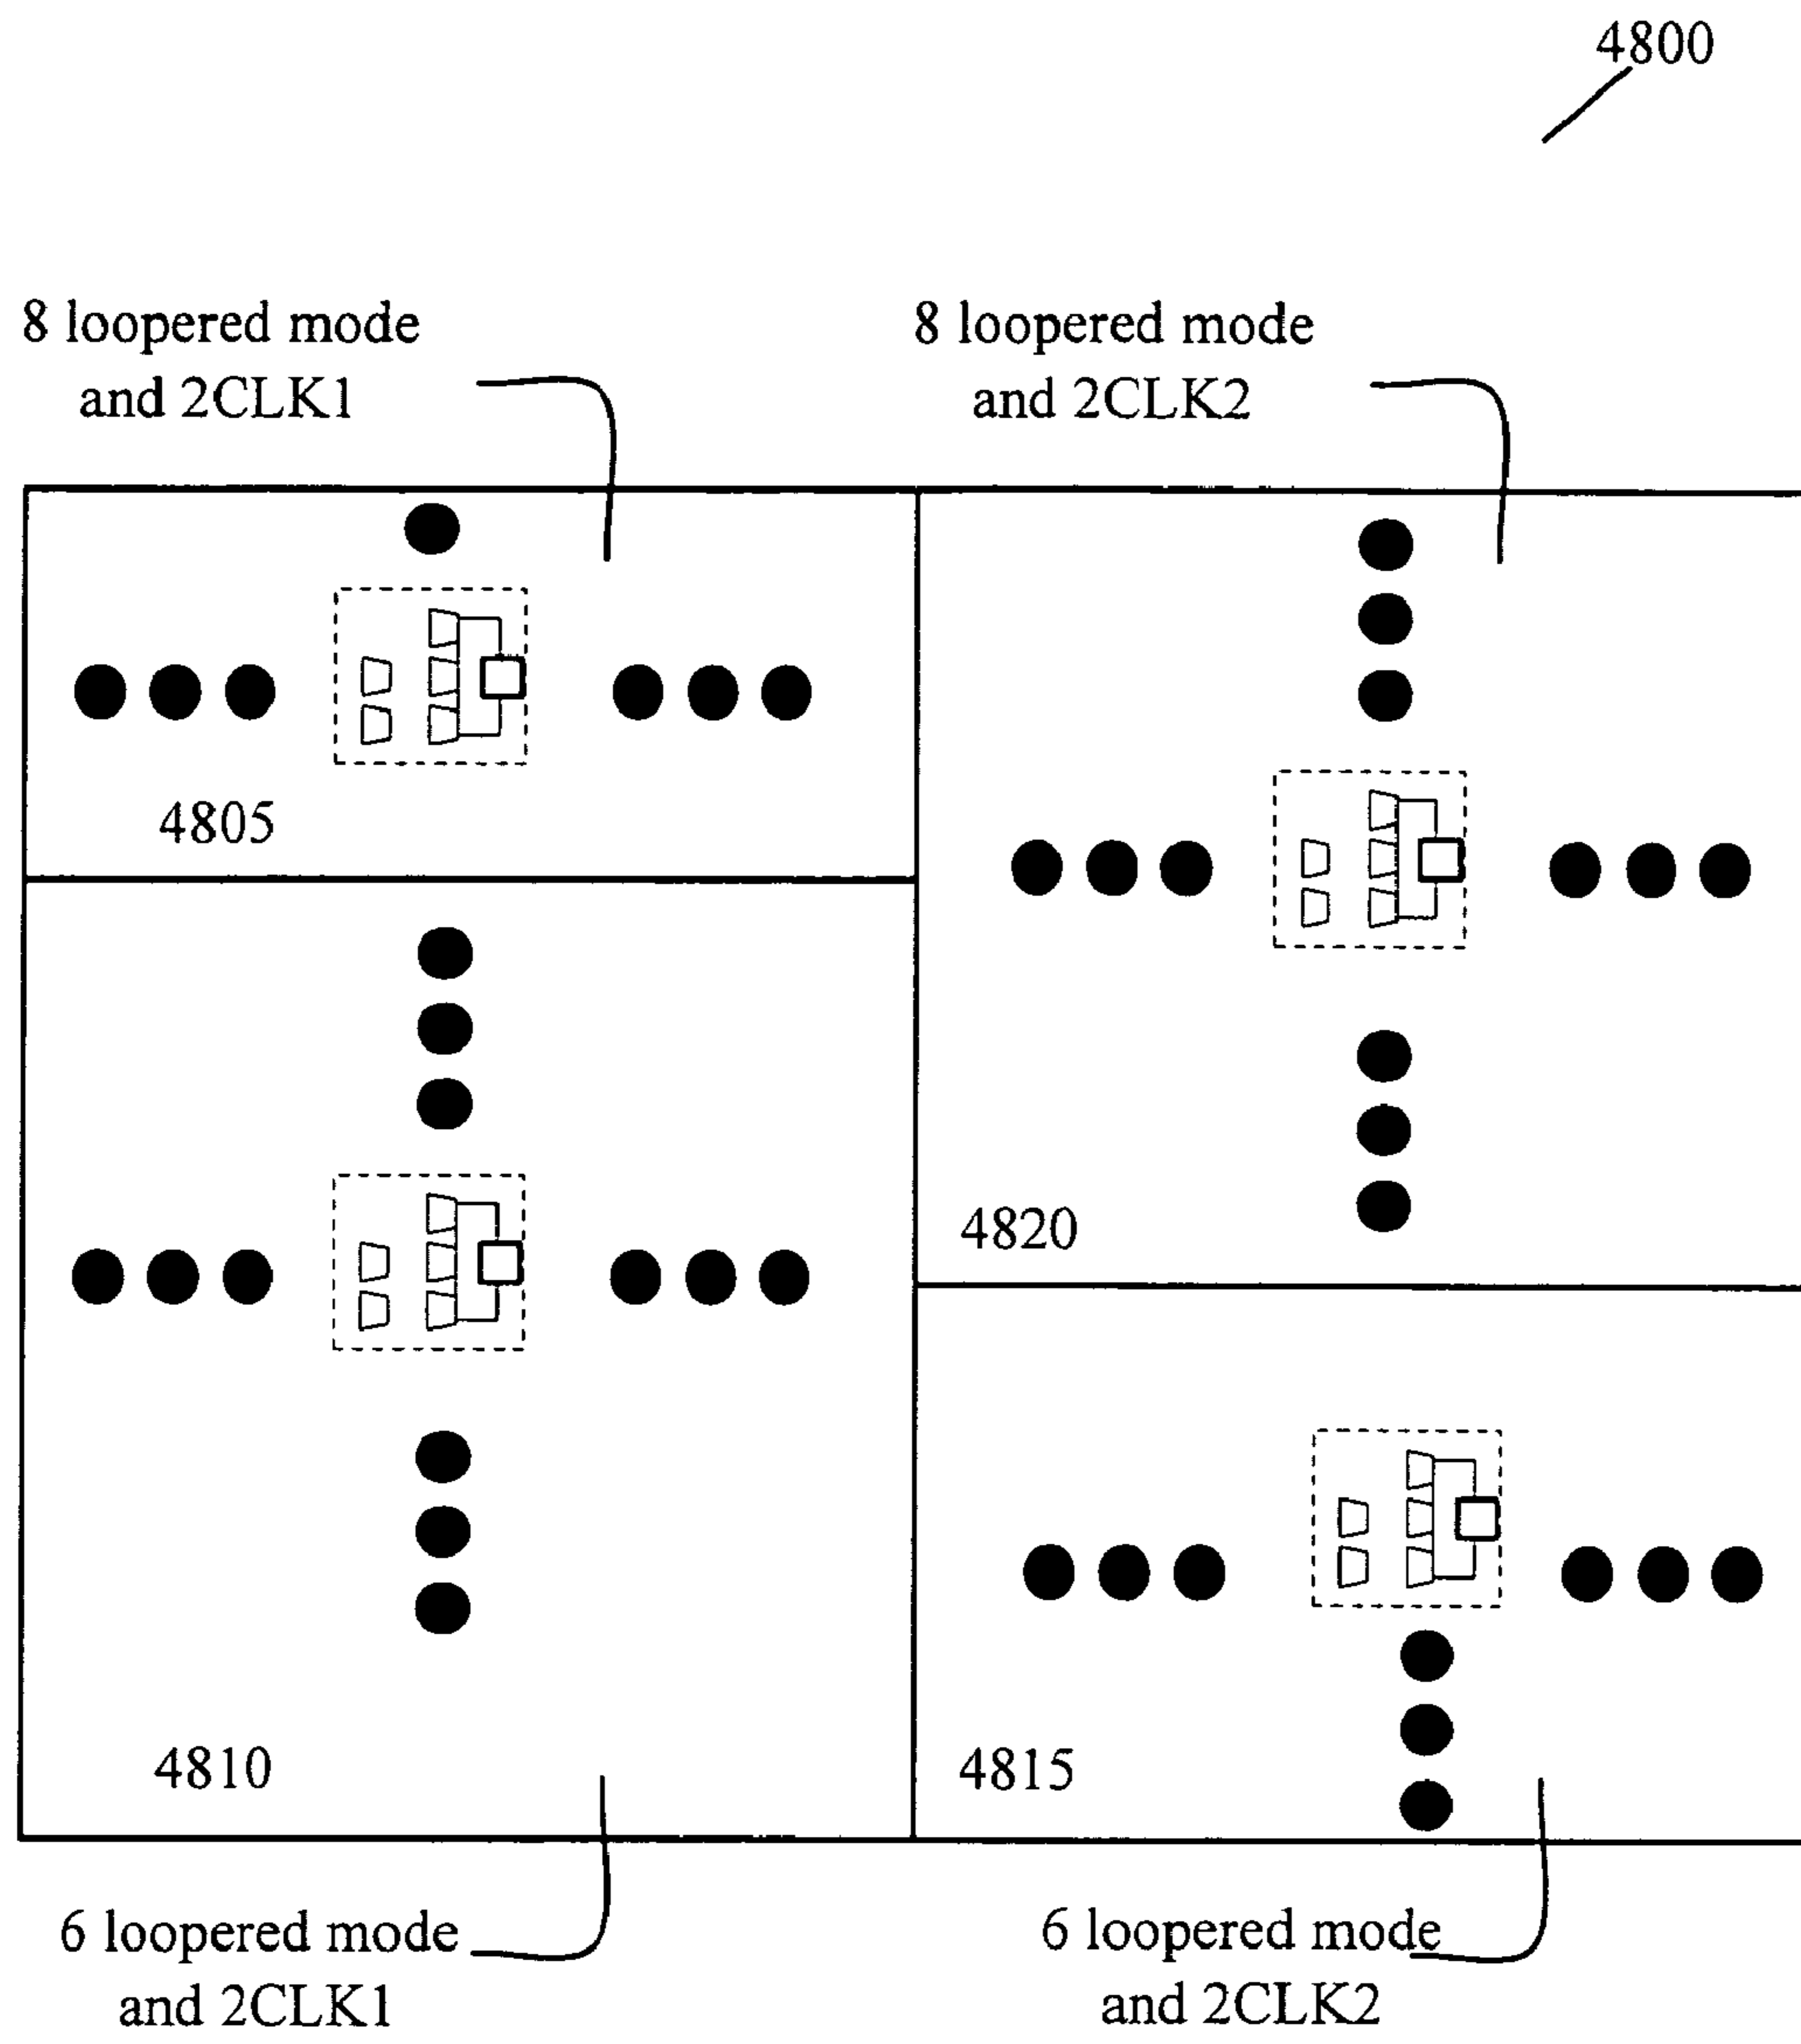 4800
8 loopered mode
and 2CLK1
8 loopered mode
and 2CLK2
4805
4820
4810
4815
6 loopered mode
and 2CLK1
6 loopered mode
and 2CLK2